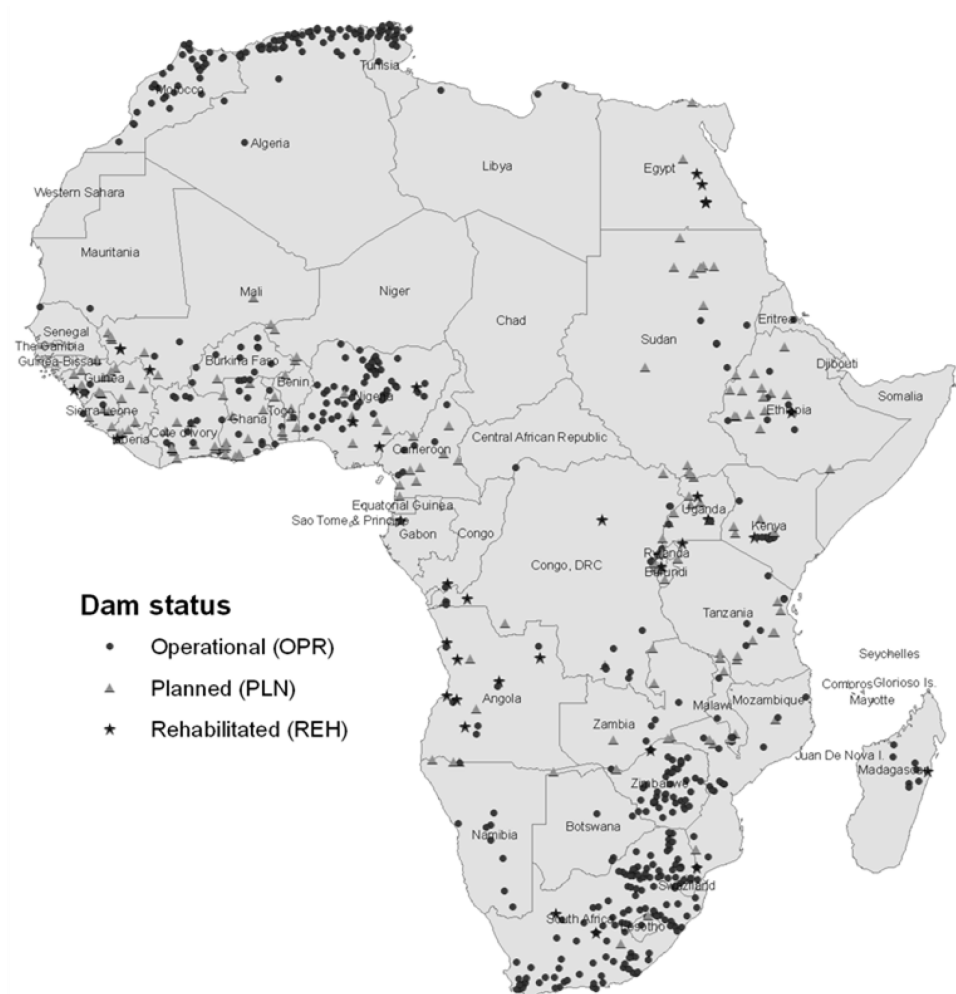 Tunisia
Morocco
Algeria
Libya
Egypt
Western Sahara
Mauritania
Mali
Niger
Chad
Sudan
Eritrea
Senegal
The Gambia
Guinea-Bissau
Guinea
Burkina Faso
Benin
Nigeria
Djibouti
Somalia
Ethiopia
Sierra Leone
Liberia
Cote d'Ivory
Ghana
Togo
Cameroon
Central African Republic
Equatorial Guinea
Sao Tome & Principe
Gabon
Congo
Congo, DRC
Uganda
Kenya
Rwanda
Burundi
Tanzania
Dam status
Operational (OPR)
Planned (PLN)
Rehabilitated (REH)
Seychelles
Comoros
Glorioso Is.
Mayotte
Angola
Zambia
Malawi
Mozambique
Juan De Nova I.
Madagascar
Zimbabwe
Namibia
Botswana
Swaziland
South Africa
Lesotho